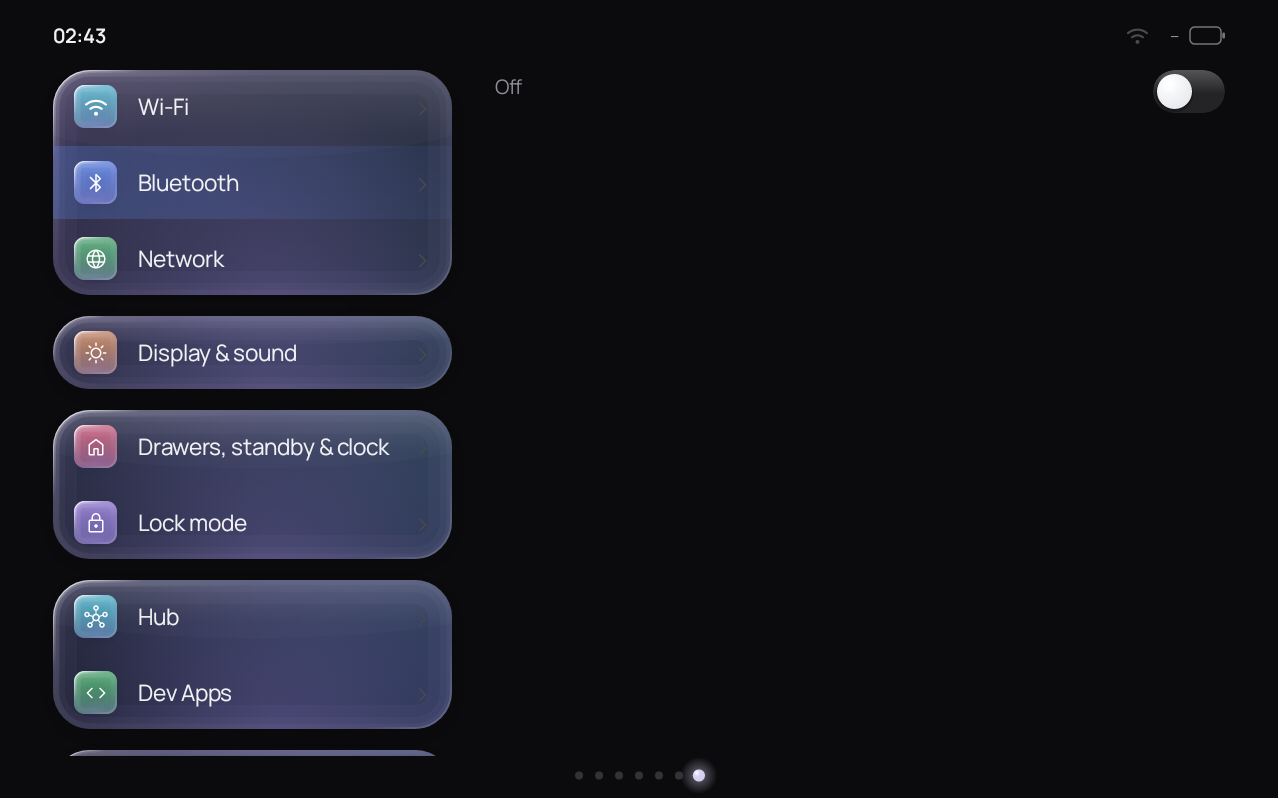 02:43
–
Wi-Fi
Bluetooth
Network
Display & sound
Drawers, standby & clock
Lock mode
Hub
Dev Apps
Off